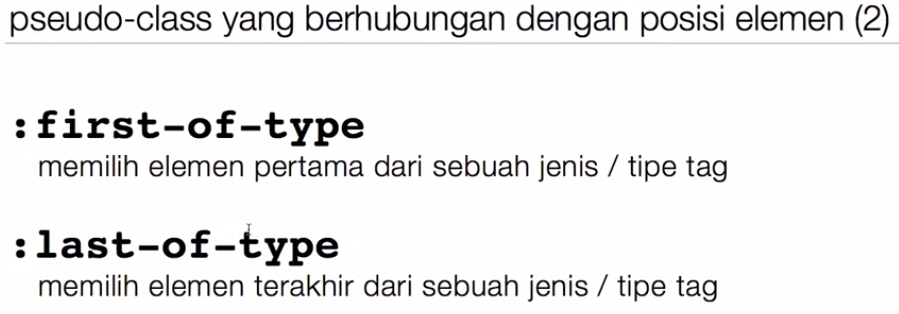 pseudo-class yang berhubungan dengan posisi elemen (2)
:first-of-type
memilih elemen pertama dari sebuah jenis / tipe tag
:last-of-type
memilih elemen terakhir dari sebuah jenis / tipe tag